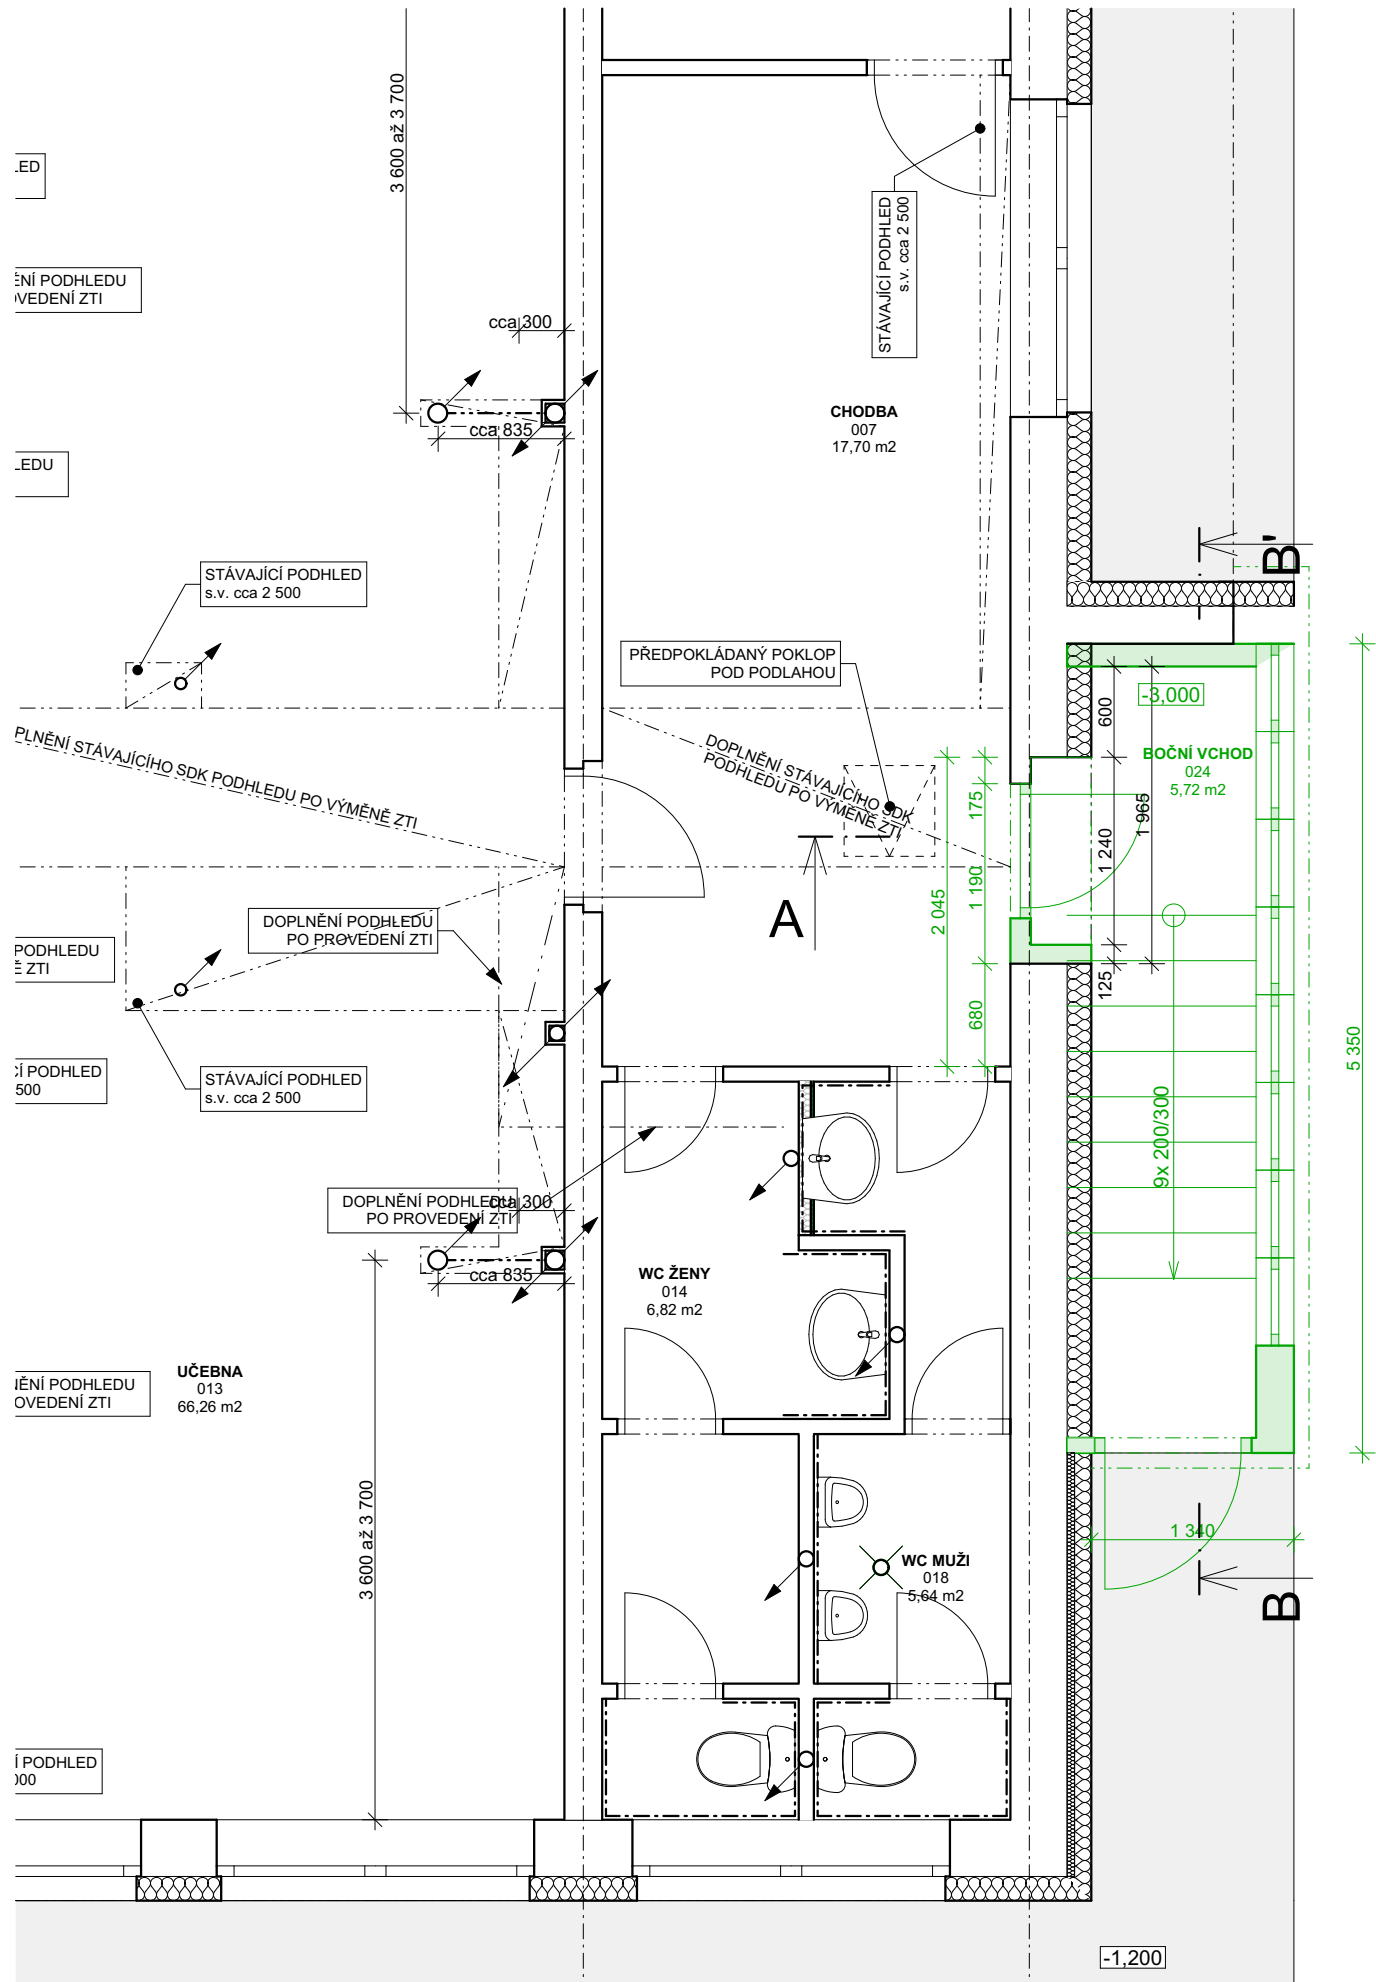 3 600 až 3 700
LED
ENÍ PODHLEDU
OVEDENÍ ZTI
cca 300
STÁVAJÍCÍ PODHLED
s.v. cca 2 500
CHODBA
007
17,70 m2
cca 835
LEDU
B'
STÁVAJÍCÍ PODHLED
s.v. cca 2 500
PŘEDPOKLÁDANÝ POKLOP
POD PODLAHOU
-3,000
600
BOČNÍ VCHOD
024
5,72 m2
PLNĚNÍ STÁVAJÍCÍHO SDK PODHLEDU PO VÝMĚNĚ ZTI
DOPLNĚNÍ STÁVAJÍCÍHO SDK
PODHLEDU PO VÝMĚNĚ ZTI
175
1 965
1 240
1 190
2 045
A
DOPLNĚNÍ PODHLEDU
PO PROVEDENÍ ZTI
PODHLEDU
Ě ZTI
125
680
5 350
Í PODHLED
500
STÁVAJÍCÍ PODHLED
s.v. cca 2 500
9x 200/300
DOPLNĚNÍ PODHLEDU
PO PROVEDENÍ ZTI
cca 300
cca 835
WC ŽENY
014
6,82 m2
UČEBNA
013
66,26 m2
NĚNÍ PODHLEDU
OVEDENÍ ZTI
3 600 až 3 700
1 340
WC MUŽI
018
5,64 m2
B
Í PODHLED
000
-1,200